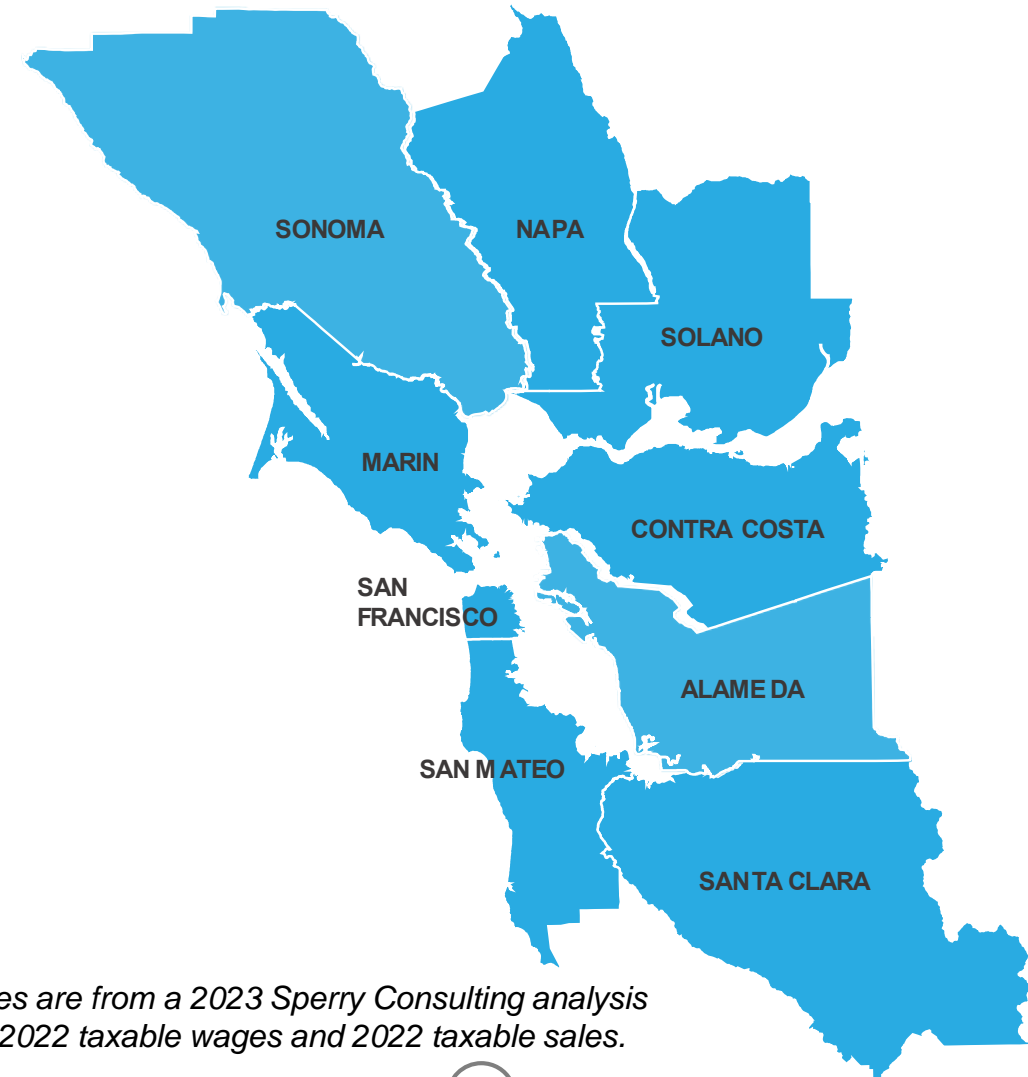 SONOMA
NAPA
SOLANO
MARIN
CONTRA COSTA
SAN
FRANCISCO
ALAMEDA
SAN MATEO
SANTA CLARA
es are from a 2023 Sperry Consulting analysis
2022 taxable wages and 2022 taxable sales.